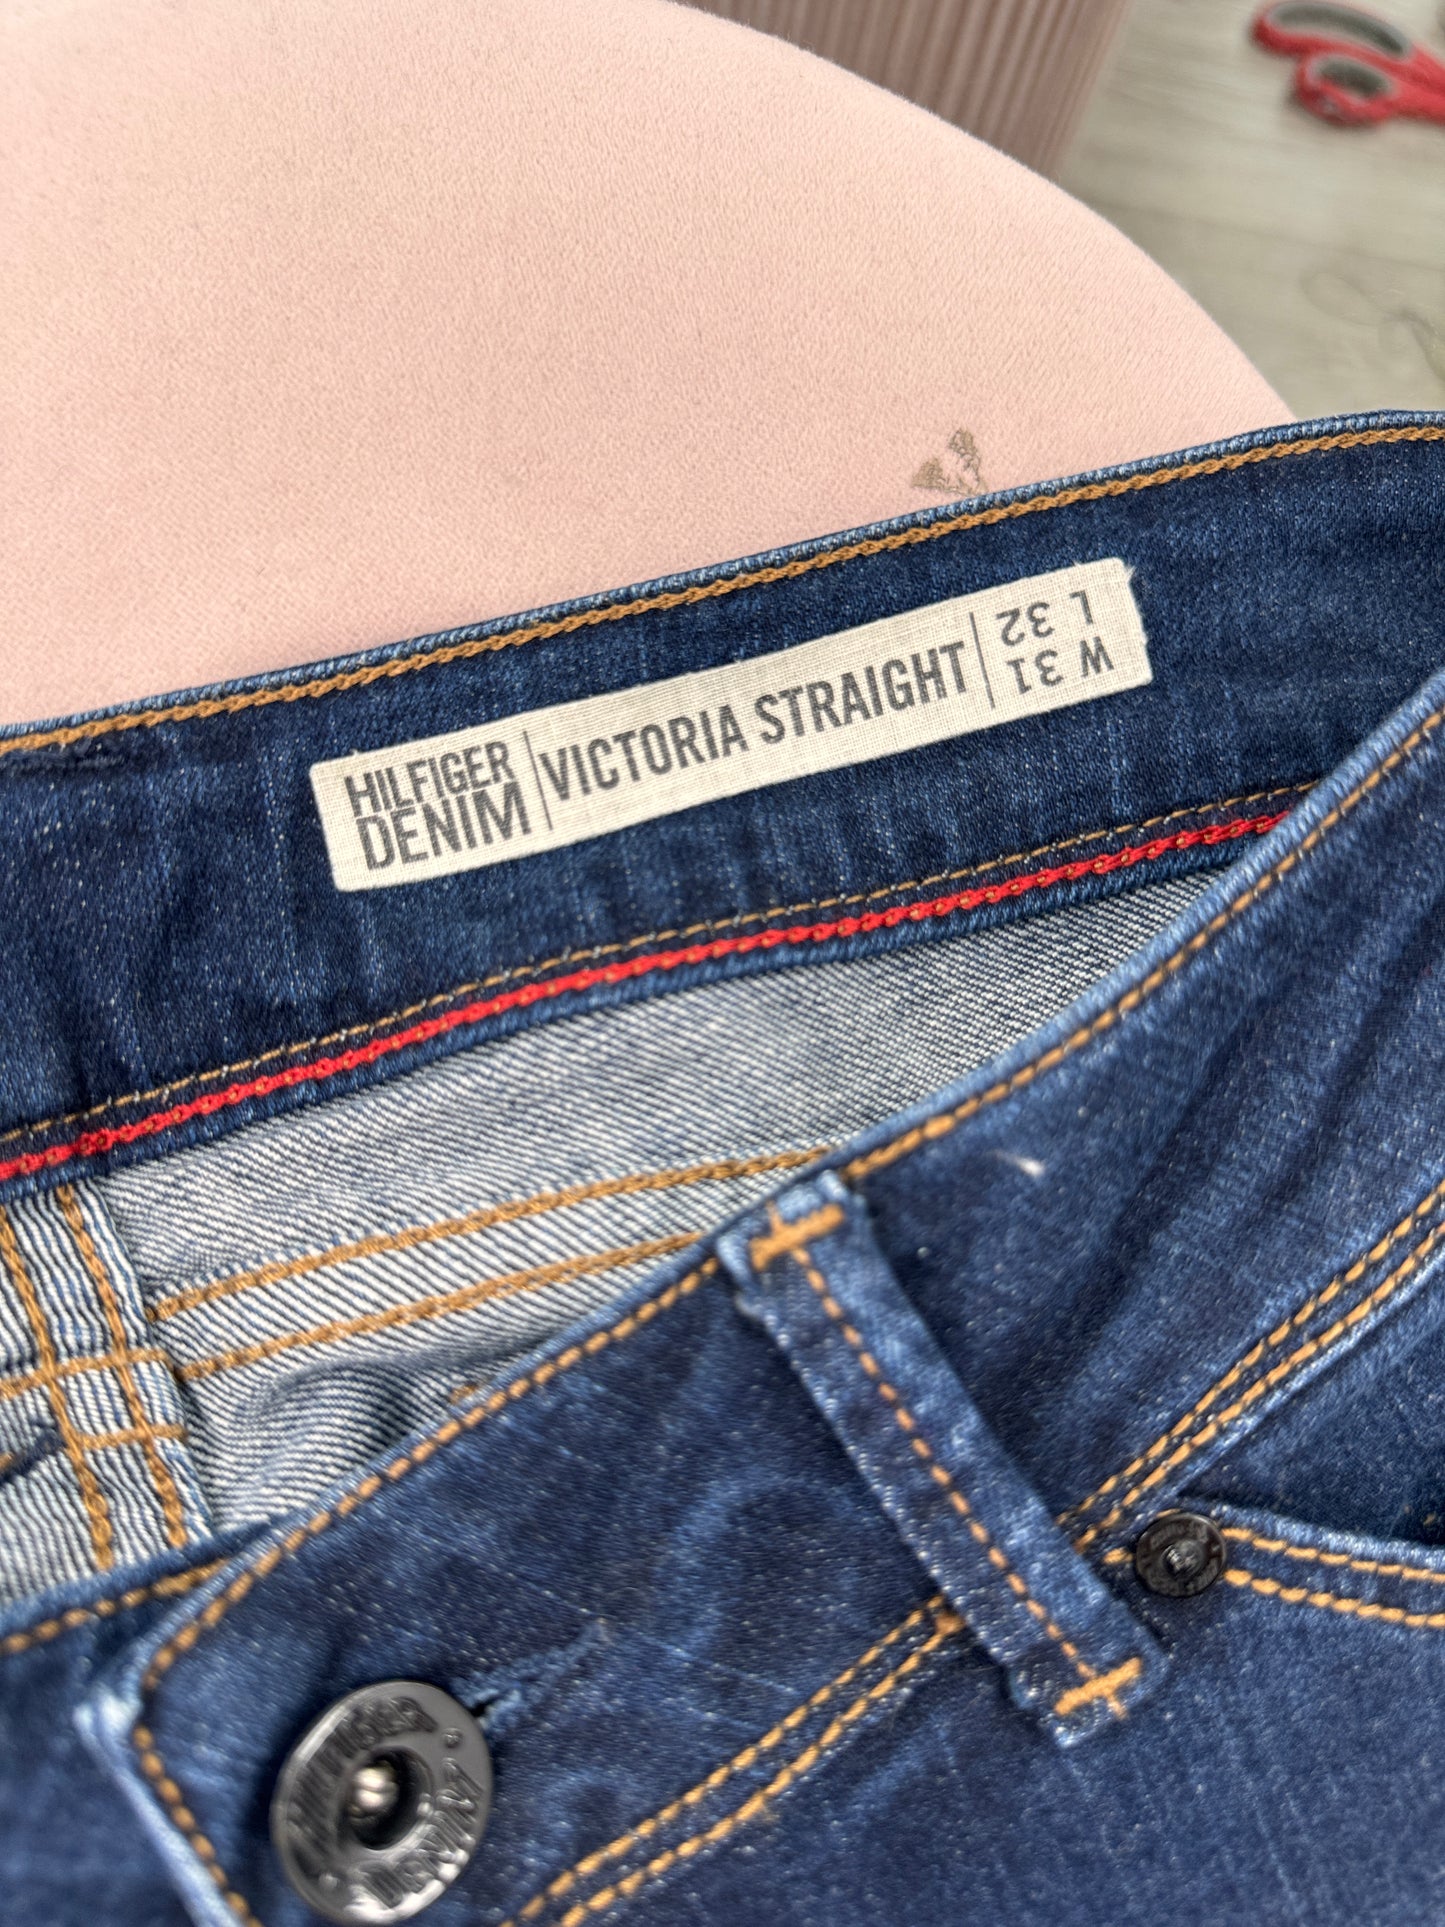 HILFIGER
DENIM
VICTORIA STRAIGHT
W 31
L 32